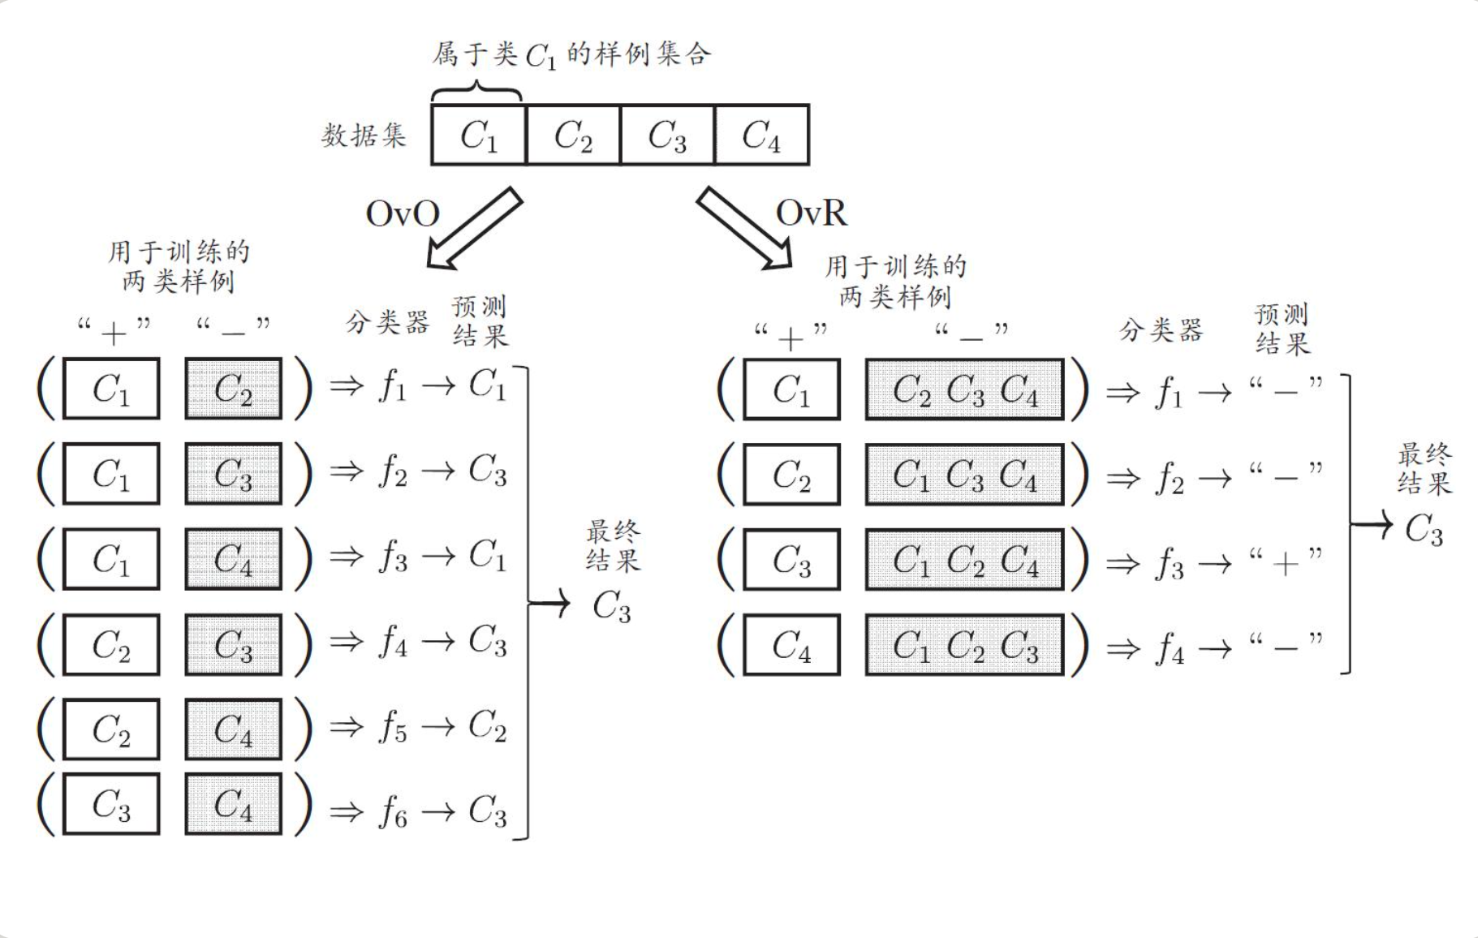 属于类 C₁ 的样例集合
数据集 C₁ C₂ C₃ C₄
OvO
用于训练的
两类样例
“+” “−” 分类器 预测
结果
( C₁ C₂ ) ⇒ f₁ → C₁
( C₁ C₃ ) ⇒ f₂ → C₃
( C₁ C₄ ) ⇒ f₃ → C₁
( C₂ C₃ ) ⇒ f₄ → C₃
( C₂ C₄ ) ⇒ f₅ → C₂
( C₃ C₄ ) ⇒ f₆ → C₃
最终
结果
C₃
OvR
用于训练的
两类样例
“+” “−” 分类器 预测
结果
( C₁ C₂ C₃ C₄ ) ⇒ f₁ → “−”
( C₂ C₁ C₃ C₄ ) ⇒ f₂ → “−”
( C₃ C₁ C₂ C₄ ) ⇒ f₃ → “+”
( C₄ C₁ C₂ C₃ ) ⇒ f₄ → “−”
最终
结果
C₃